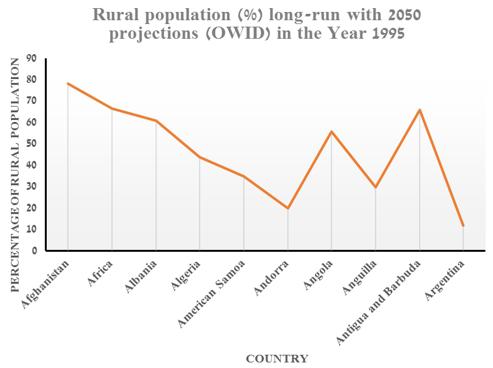 Rural population (%) long-run with 2050
projections (OWID) in the Year 1995
PERCENTAGE OF RURAL POPULATION
90
80
70
60
50
40
30
20
10
0
Afghanistan
Africa
Albania
Algeria
American Samoa
Andorra
Angola
Anguilla
Antigua and Barbuda
Argentina
COUNTRY